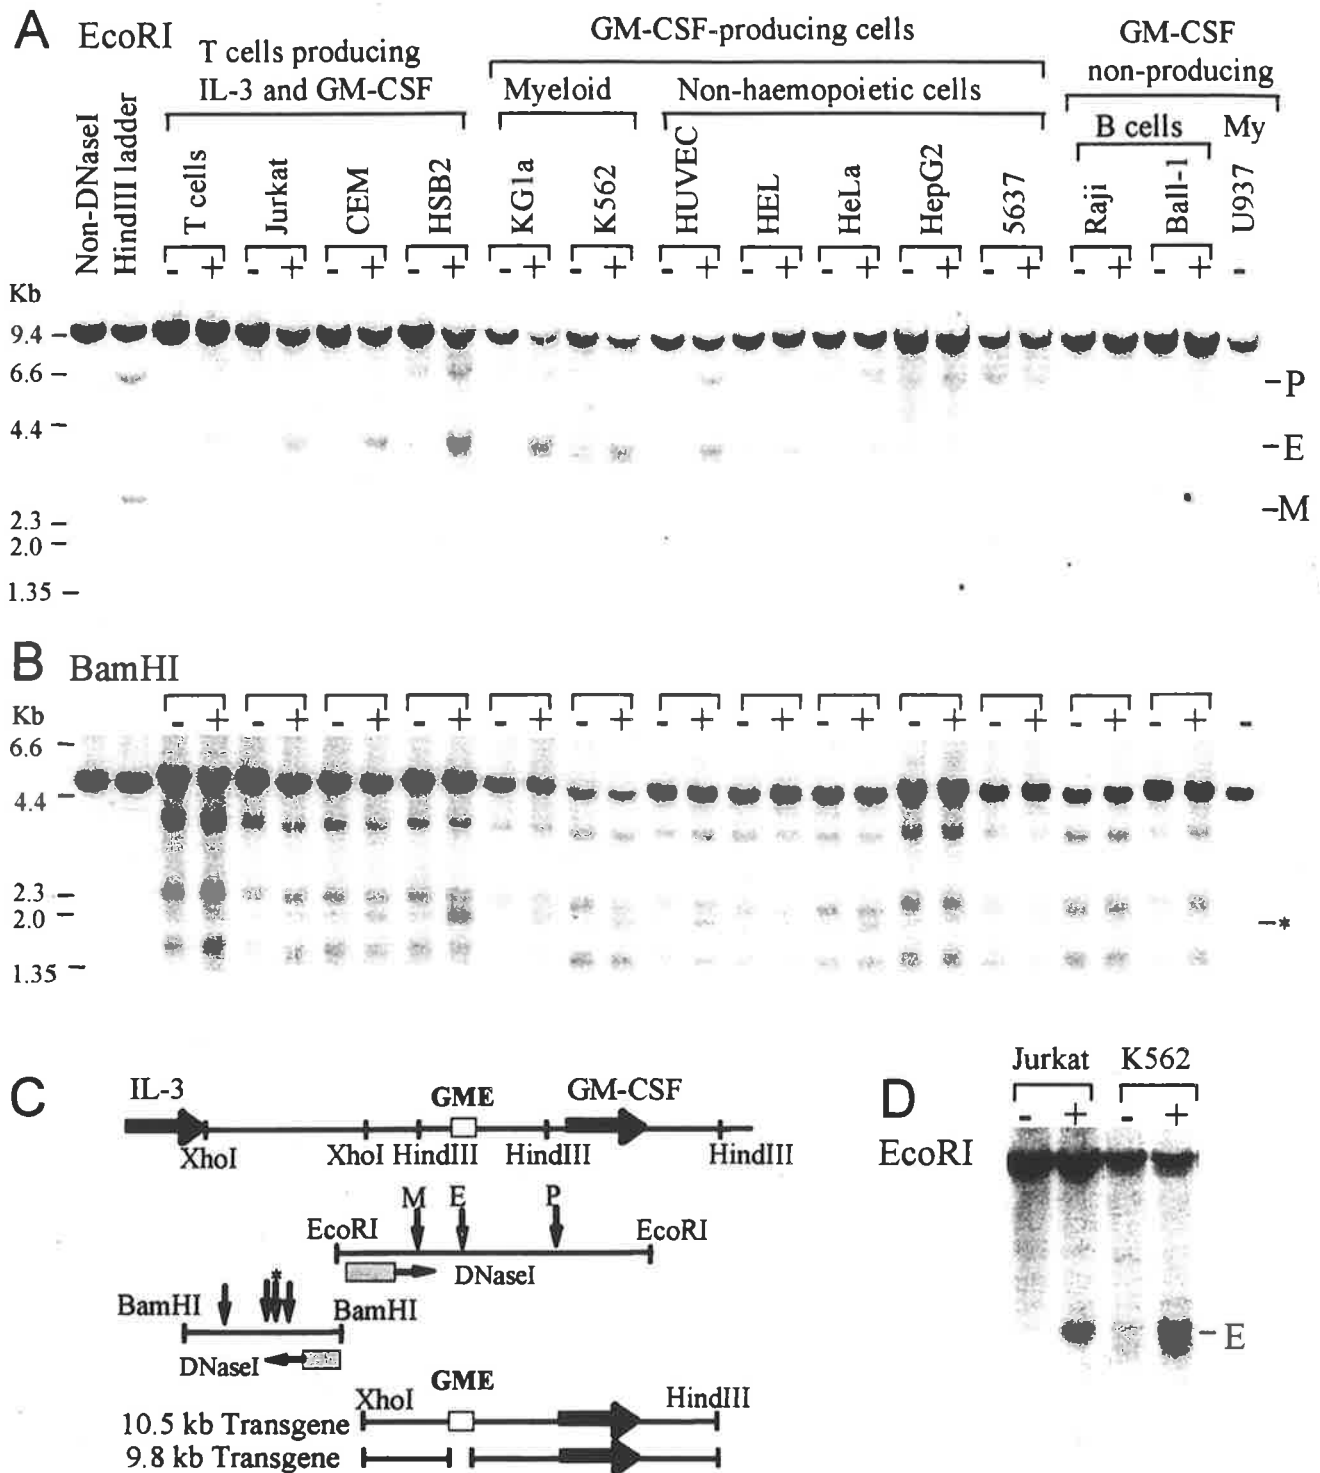 A EcoRI
T cells producing
IL-3 and GM-CSF
GM-CSF-producing cells
GM-CSF
non-producing
Myeloid
Non-haemopoietic cells
B cells
My
Non-DNaseI
HindIII ladder
T cells
Jurkat
CEM
HSB2
KG1a
K562
HUVEC
HEL
HeLa
HepG2
5637
Raji
Ball-1
U937
- + - + - + - + - + - + - + - + - + - + - + - + - + -
Kb
9.4
6.6
4.4
2.3
2.0
1.35
P
E
M
B BamHI
- + - + - + - + - + - + - + - + - + - + - + - + - + -
Kb
6.6
4.4
2.3
2.0
1.35
*
C
IL-3
GME
GM-CSF
XhoI
XhoI
HindIII
HindIII
HindIII
M E P
EcoRI
EcoRI
DNaseI
*
BamHI
BamHI
DNaseI
GME
XhoI
HindIII
10.5 kb Transgene
9.8 kb Transgene
D
Jurkat K562
- + - +
EcoRI
E